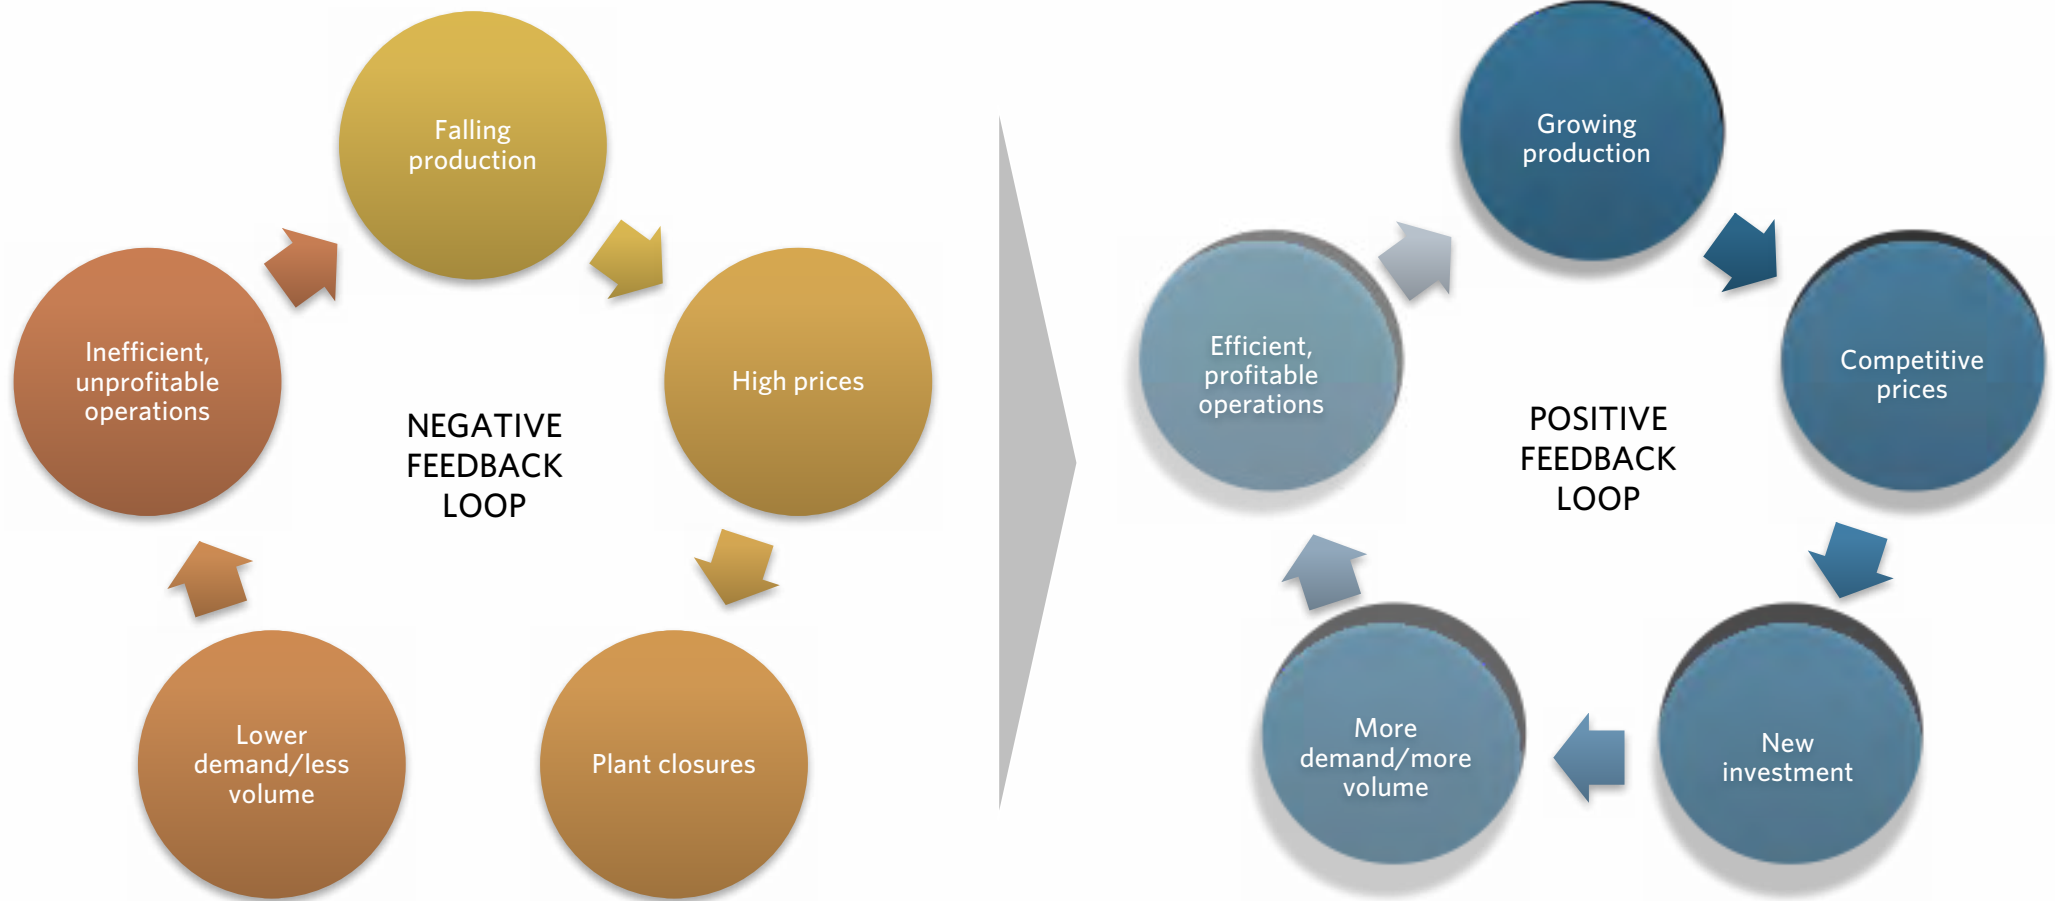 Falling
production
High prices
Plant closures
Lower
demand/less
volume
Inefficient,
unprofitable
operations
NEGATIVE
FEEDBACK
LOOP
Growing
production
Competitive
prices
New
investment
More
demand/more
volume
Efficient,
profitable
operations
POSITIVE
FEEDBACK
LOOP